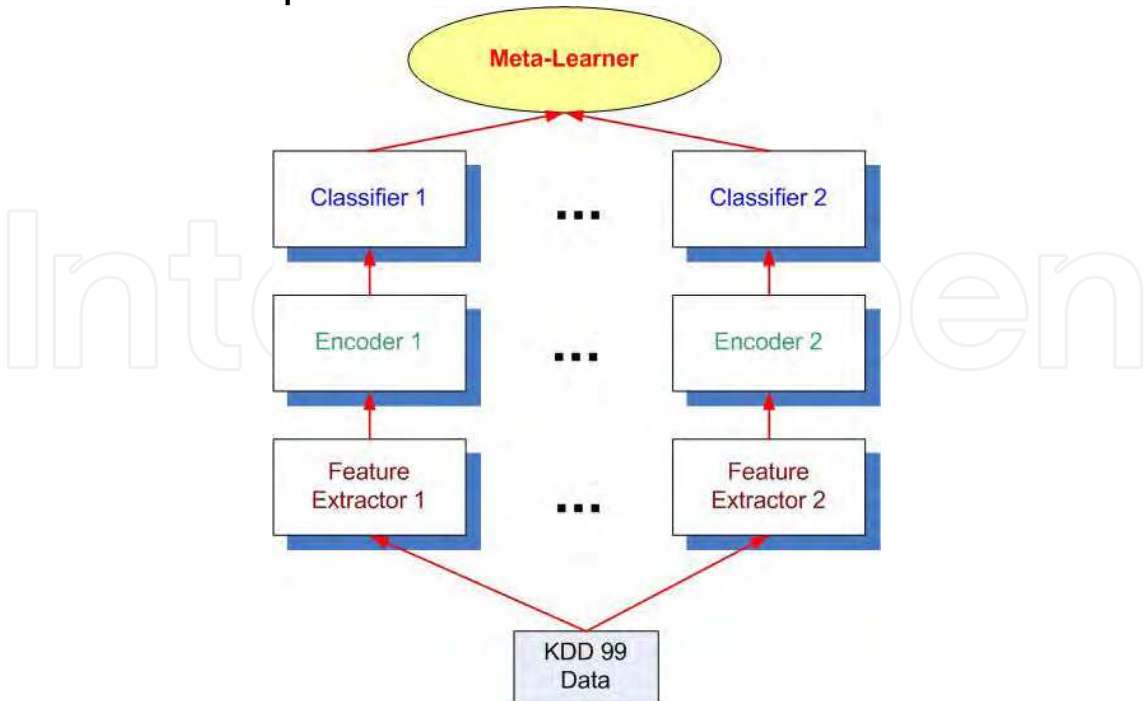 Meta-Learner
Classifier 1
...
Classifier 2
Encoder 1
...
Encoder 2
Feature
Extractor 1
...
Feature
Extractor 2
KDD 99
Data